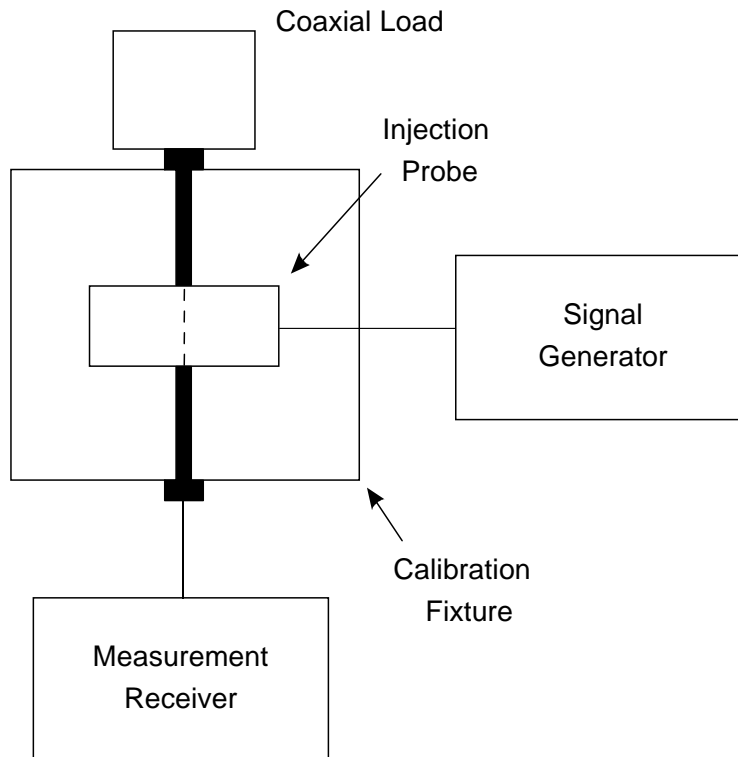 Coaxial Load
Injection
Probe
Signal
Generator
Calibration
Fixture
Measurement
Receiver